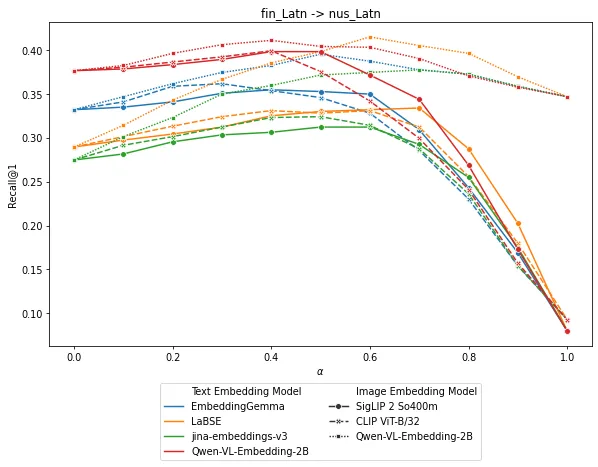 fin_Latn -> nus_Latn
Recall@1
0.40
0.35
0.30
0.25
0.20
0.15
0.10
0.0
0.2
0.4
0.6
0.8
1.0
α
Text Embedding Model
EmbeddingGemma
LaBSE
jina-embeddings-v3
Qwen-VL-Embedding-2B
Image Embedding Model
SigLIP 2 So400m
CLIP ViT-B/32
Qwen-VL-Embedding-2B